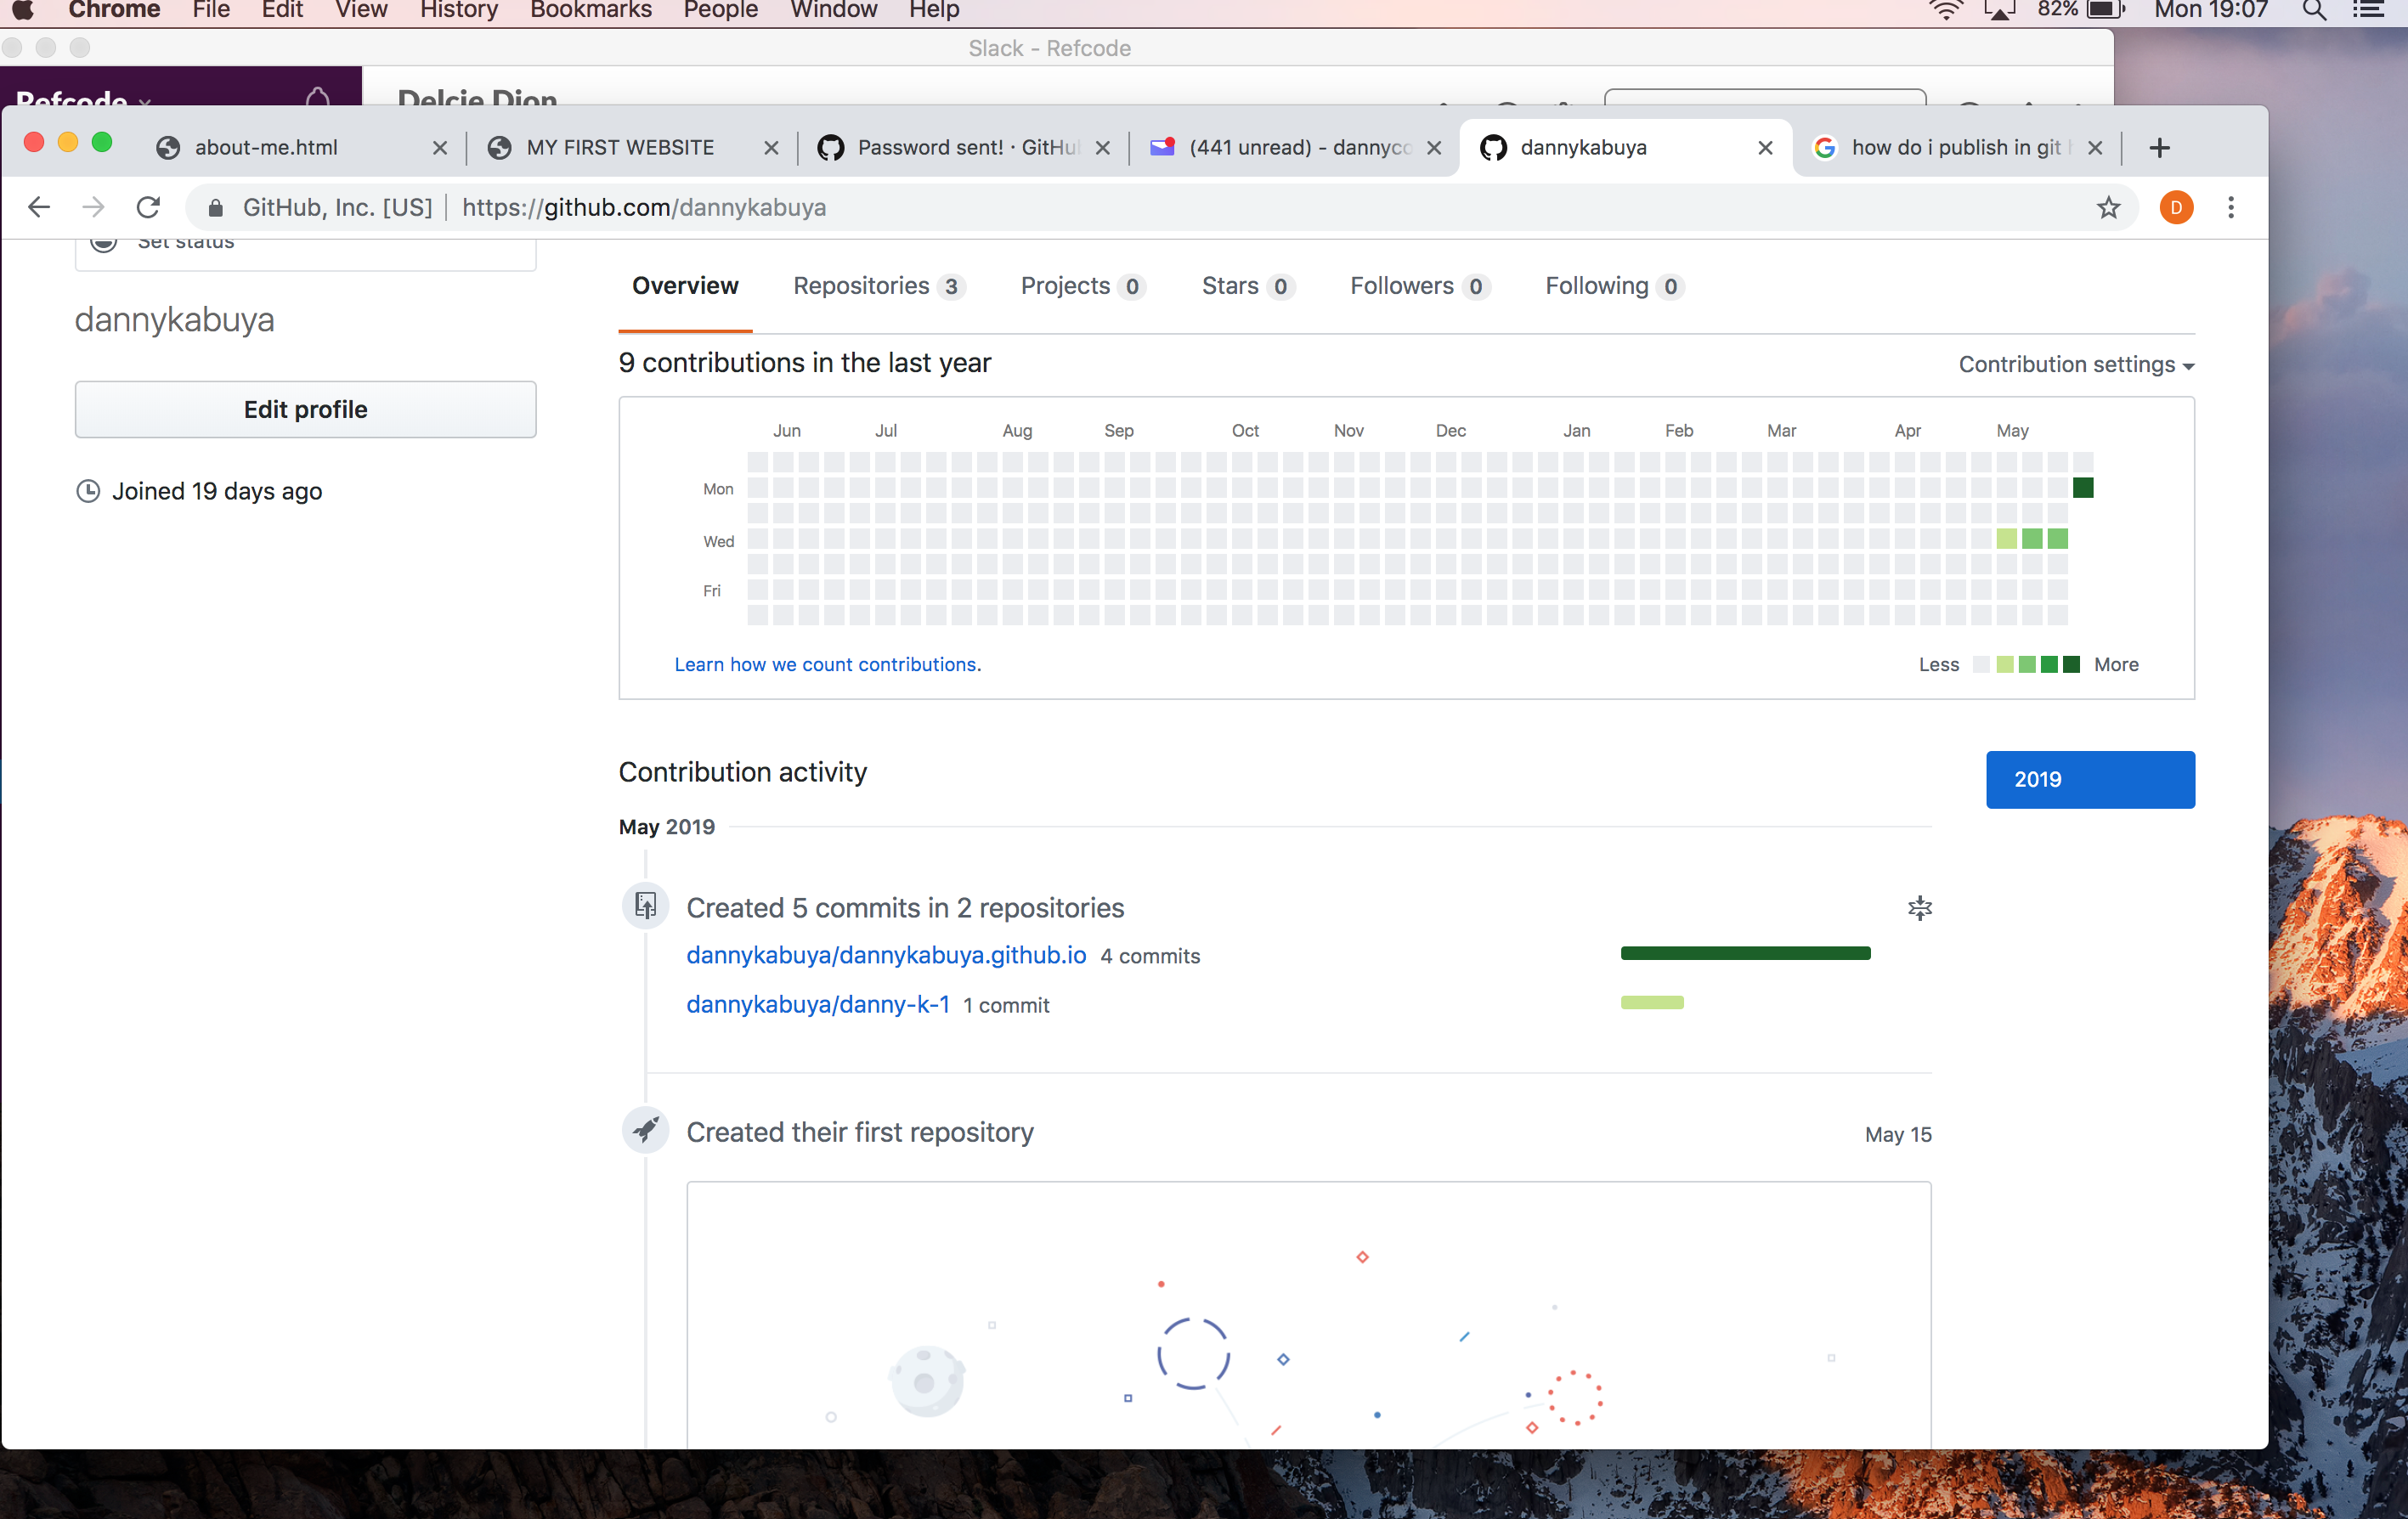 Chrome File Edit View History Bookmarks People Window Help 82% Mon 19:07
Slack - Refcode
Refcode Delcie Dion
about-me.html MY FIRST WEBSITE Password sent! · GitHu (441 unread) - dannyco dannykabuya how do i publish in git
GitHub, Inc. [US] https://github.com/dannykabuya D
Set status
Overview Repositories 3 Projects 0 Stars 0 Followers 0 Following 0
dannykabuya
9 contributions in the last year Contribution settings
Edit profile
Joined 19 days ago
Jun Jul Aug Sep Oct Nov Dec Jan Feb Mar Apr May
Mon
Wed
Fri
Learn how we count contributions. Less More
Contribution activity 2019
May 2019
Created 5 commits in 2 repositories
dannykabuya/dannykabuya.github.io 4 commits
dannykabuya/danny-k-1 1 commit
Created their first repository May 15